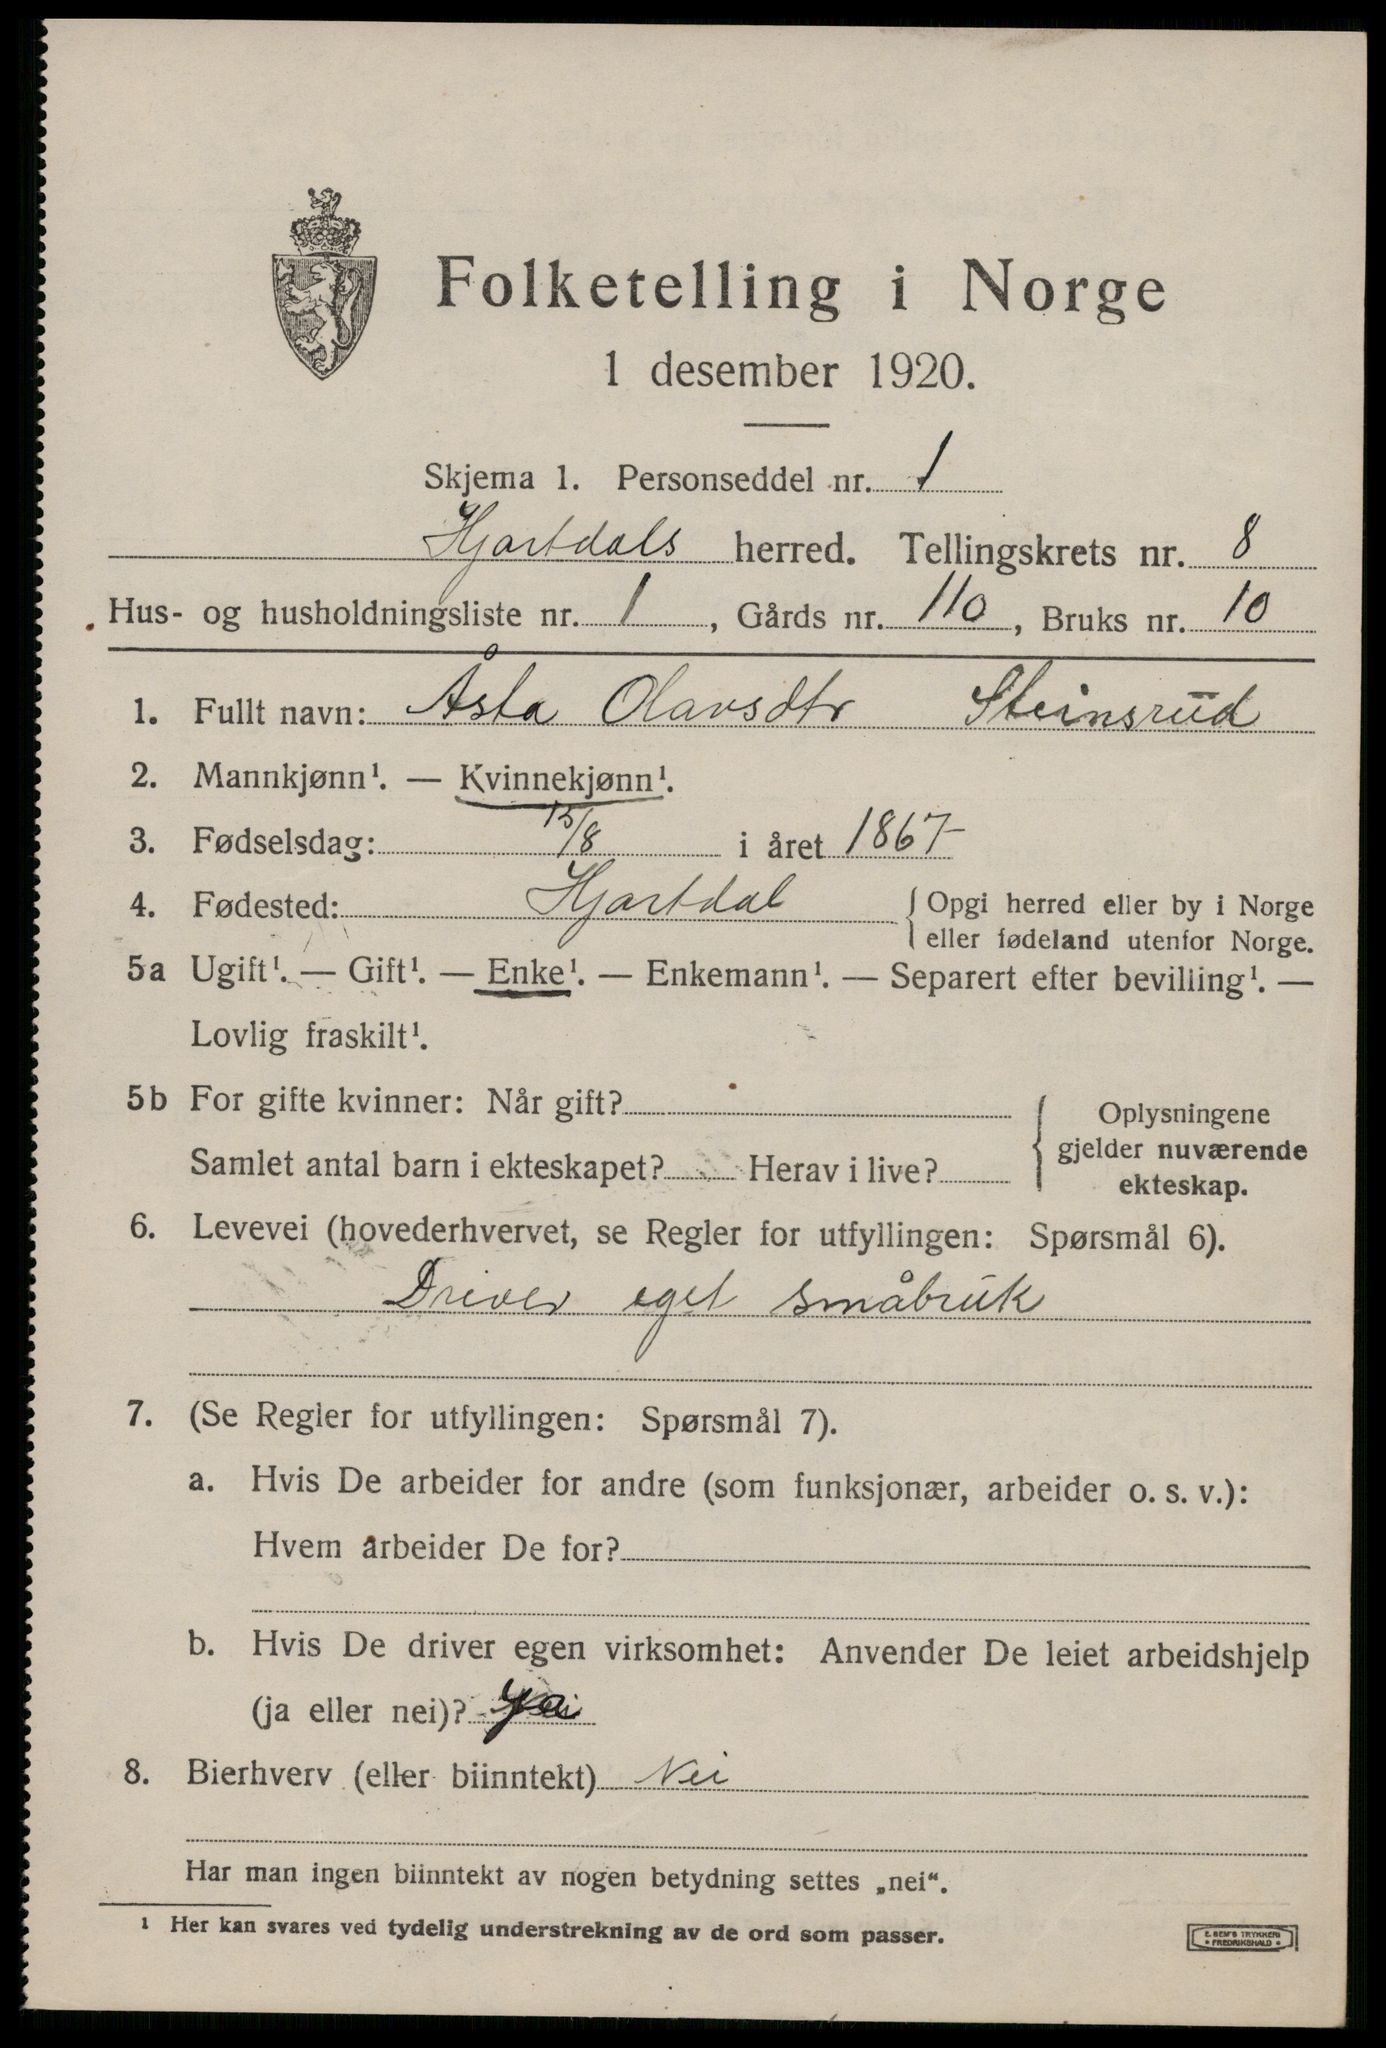 Folketelling i Norge
1 desember 1920.
Skjema 1. Personseddel nr. 1
Hjartdals herred. Tellingskrets nr. 8
Hus- og husholdningsliste nr. 1, Gårds nr. 110, Bruks nr. 10
1. Fullt navn: Åsta Olavsdtr Steinsrud
2. Mannkjønn¹. — Kvinnekjønn¹.
3. Fødselsdag: 15/8 i året 1867
4. Fødested: Hjartdal { Opgi herred eller by i Norge
eller fødeland utenfor Norge.
5a Ugift¹. — Gift¹. — Enke¹. — Enkemann¹. — Separert efter bevilling¹. —
Lovlig fraskilt¹.
5b For gifte kvinner: Når gift?
Samlet antal barn i ekteskapet? Herav i live?
Oplysningene
gjelder nuværende
ekteskap.
6. Levevei (hovederhvervet, se Regler for utfyllingen: Spørsmål 6).
Driver eget småbruk
7. (Se Regler for utfyllingen: Spørsmål 7).
a. Hvis De arbeider for andre (som funksjonær, arbeider o. s. v.):
Hvem arbeider De for?
b. Hvis De driver egen virksomhet: Anvender De leiet arbeidshjelp
(ja eller nei)? ja
8. Bierhverv (eller biinntekt) Nei
Har man ingen biinntekt av nogen betydning settes „nei“.
¹ Her kan svares ved tydelig understrekning av de ord som passer.
E. SEM'S TRYKKERI
• FREDRIKSHALD •